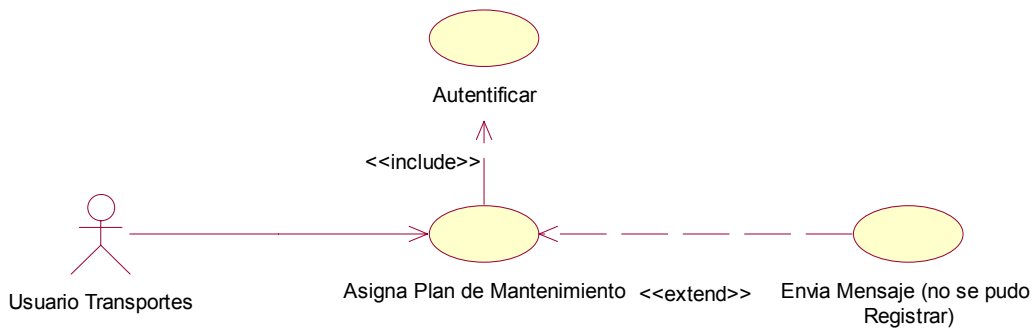 Autentificar
<<include>>
Usuario Transportes
Asigna Plan de Mantenimiento
<<extend>>
Envia Mensaje (no se pudo
Registrar)